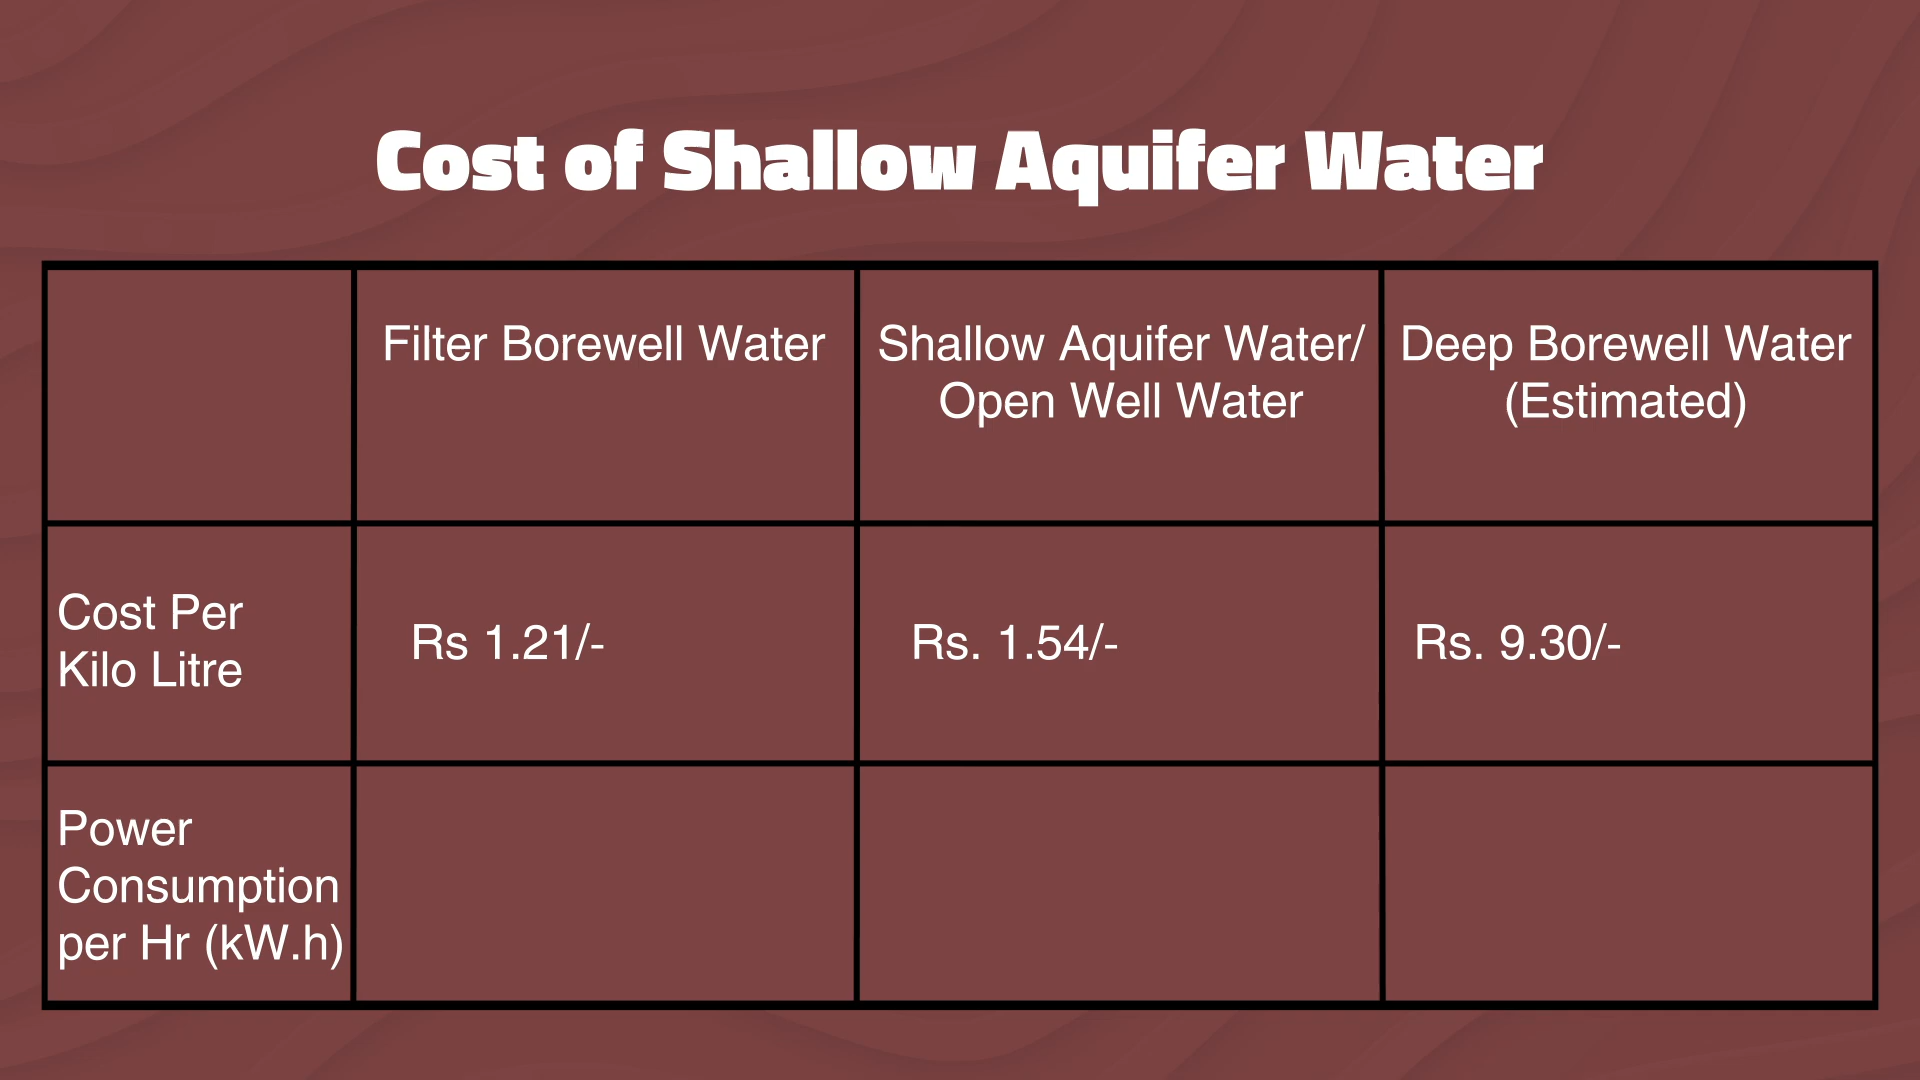 Cost of Shallow Aquifer Water
Filter Borewell Water
Shallow Aquifer Water/
Open Well Water
Deep Borewell Water
(Estimated)
Cost Per
Kilo Litre
Rs 1.21/-
Rs. 1.54/-
Rs. 9.30/-
Power
Consumption
per Hr (kW.h)